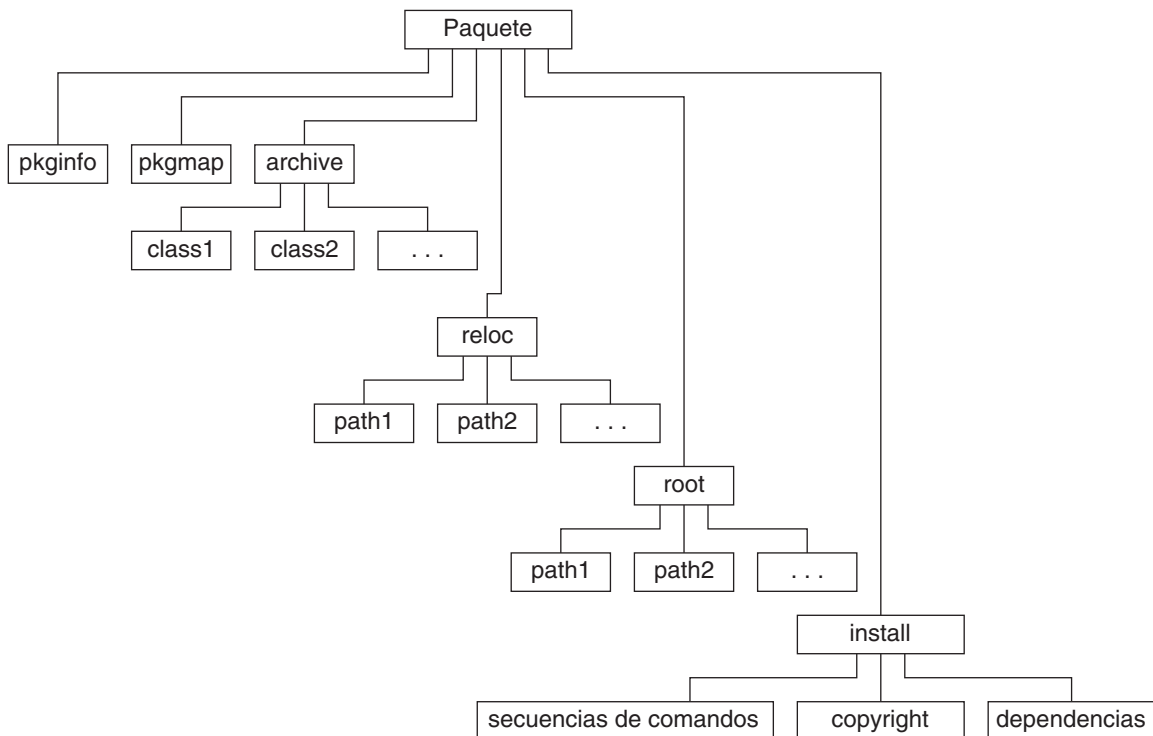 Paquete
pkginfo
pkgmap
archive
class1
class2
. . .
reloc
path1
path2
. . .
root
path1
path2
. . .
install
secuencias de comandos
copyright
dependencias